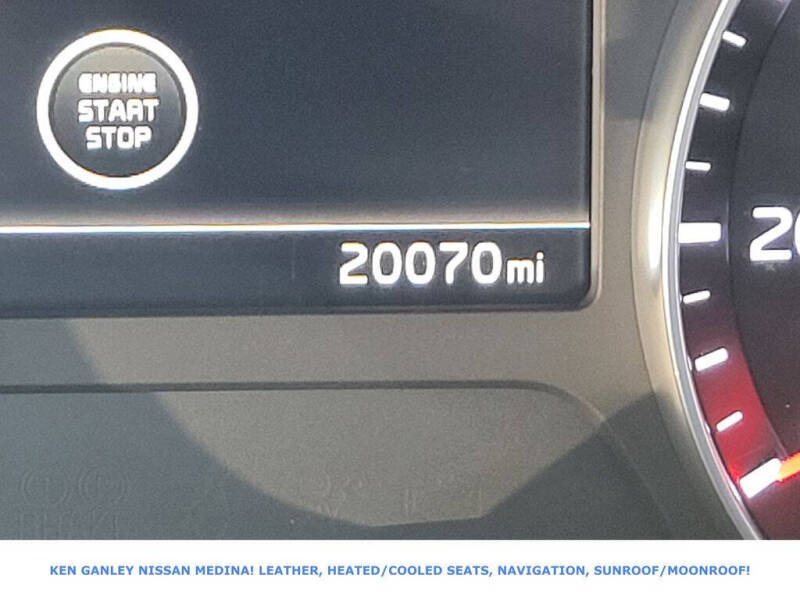 ENGINE
START
STOP
20070mi
KEN GANLEY NISSAN MEDINA! LEATHER, HEATED/COOLED SEATS, NAVIGATION, SUNROOF/MOONROOF!